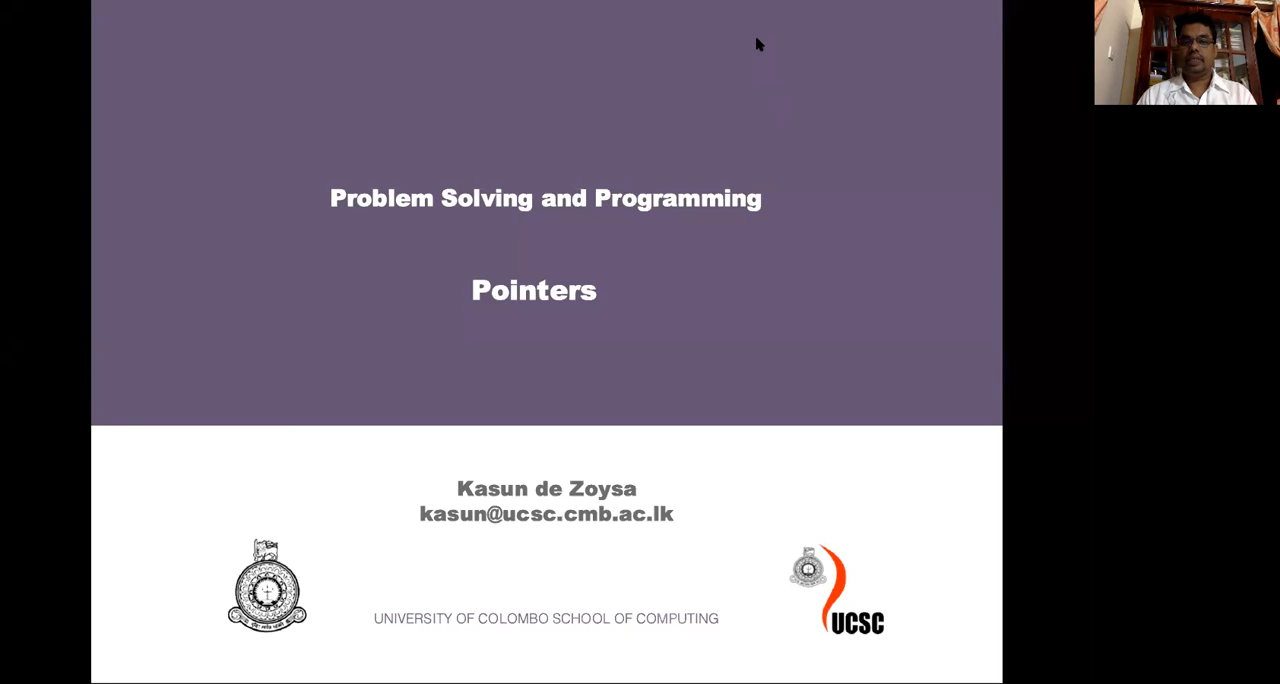 Problem Solving and Programming
Pointers
Kasun de Zoysa
kasun@ucsc.cmb.ac.lk
UNIVERSITY OF COLOMBO SCHOOL OF COMPUTING
UCSC